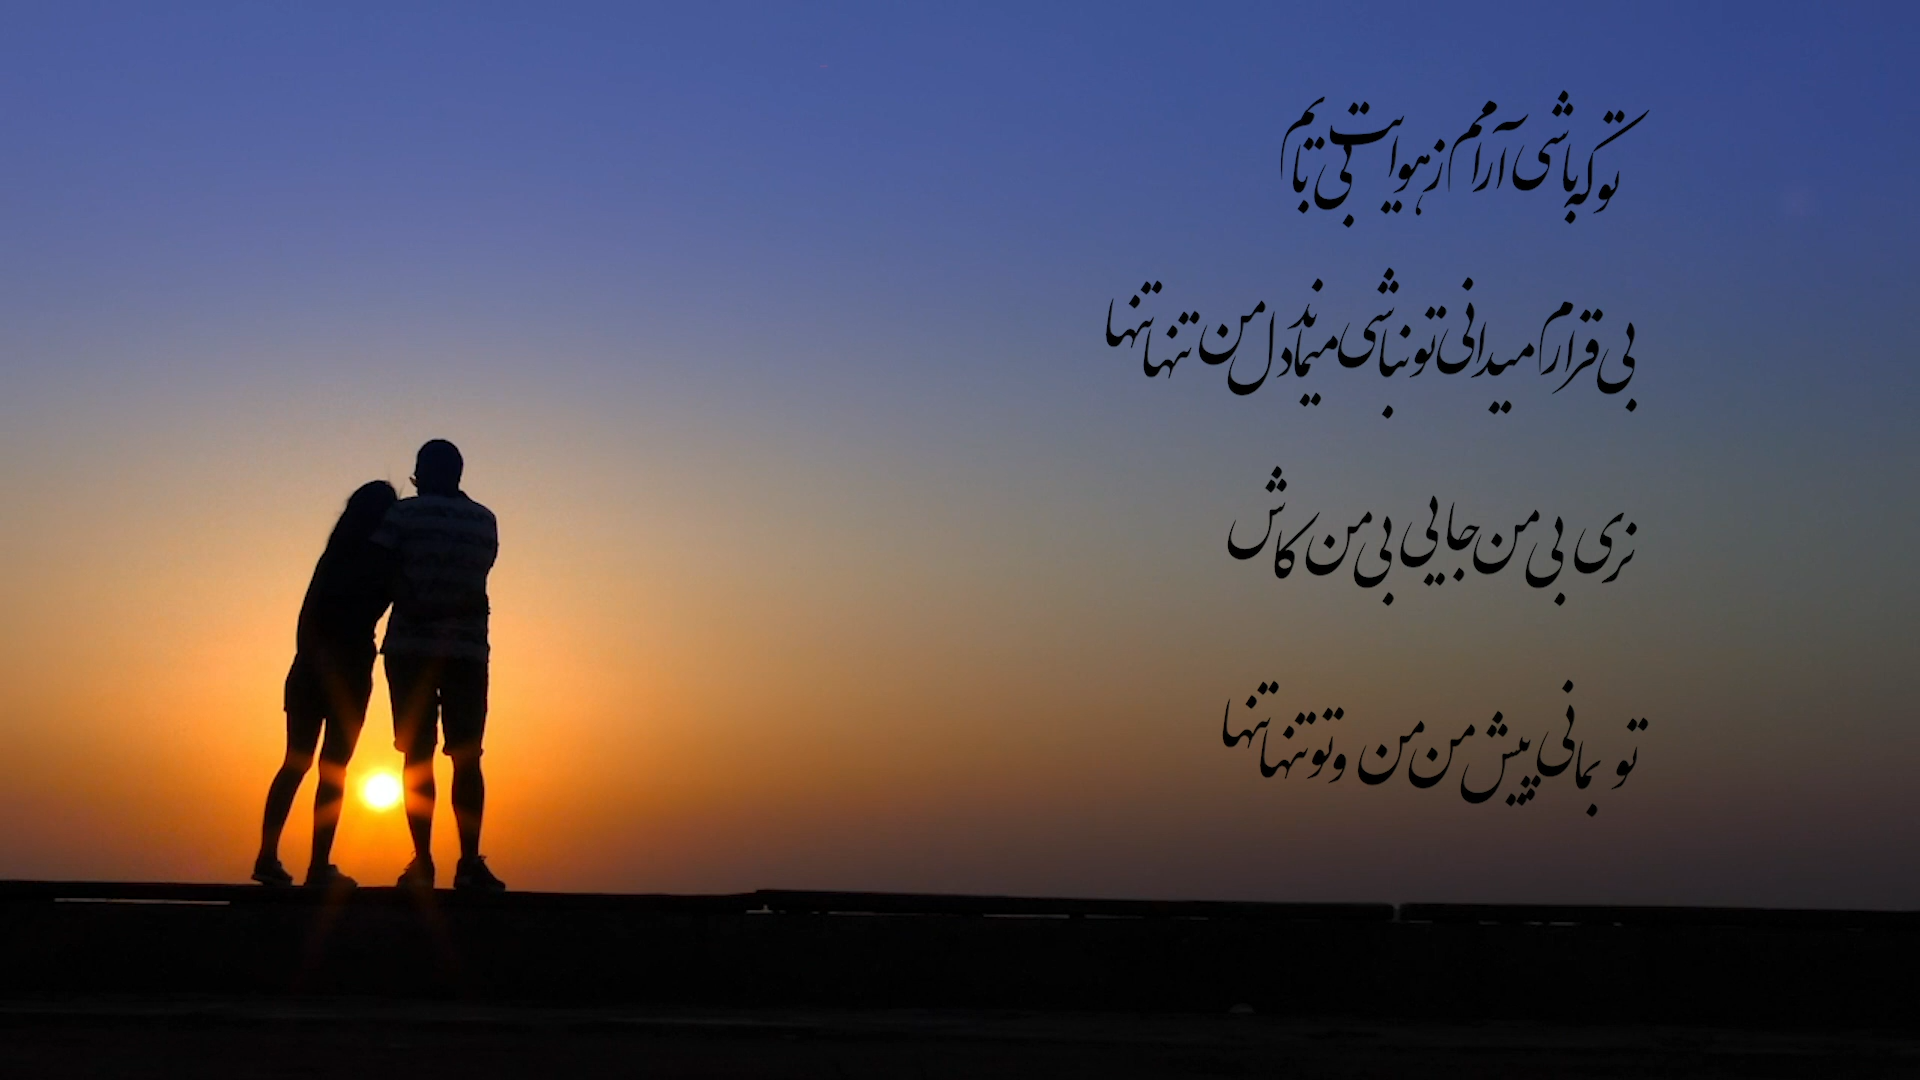 تو که باشی آرامم ز هوایت بی تابم
بی قرارم میدانی تو نباشی میماند دل من تنها تنها
نری بی من جایی بی من کاش
تو بمانی پیش من من و تو تنها تنها